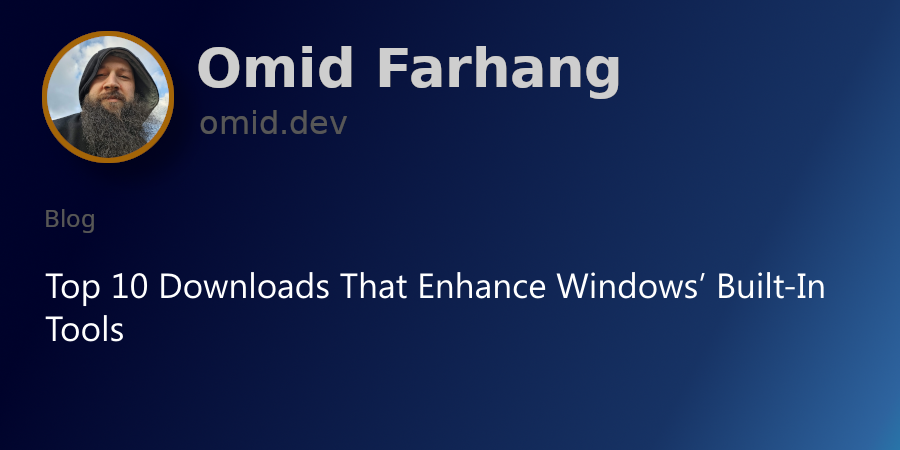 Omid Farhang
omid.dev
Blog
Top 10 Downloads That Enhance Windows’ Built-In
Tools